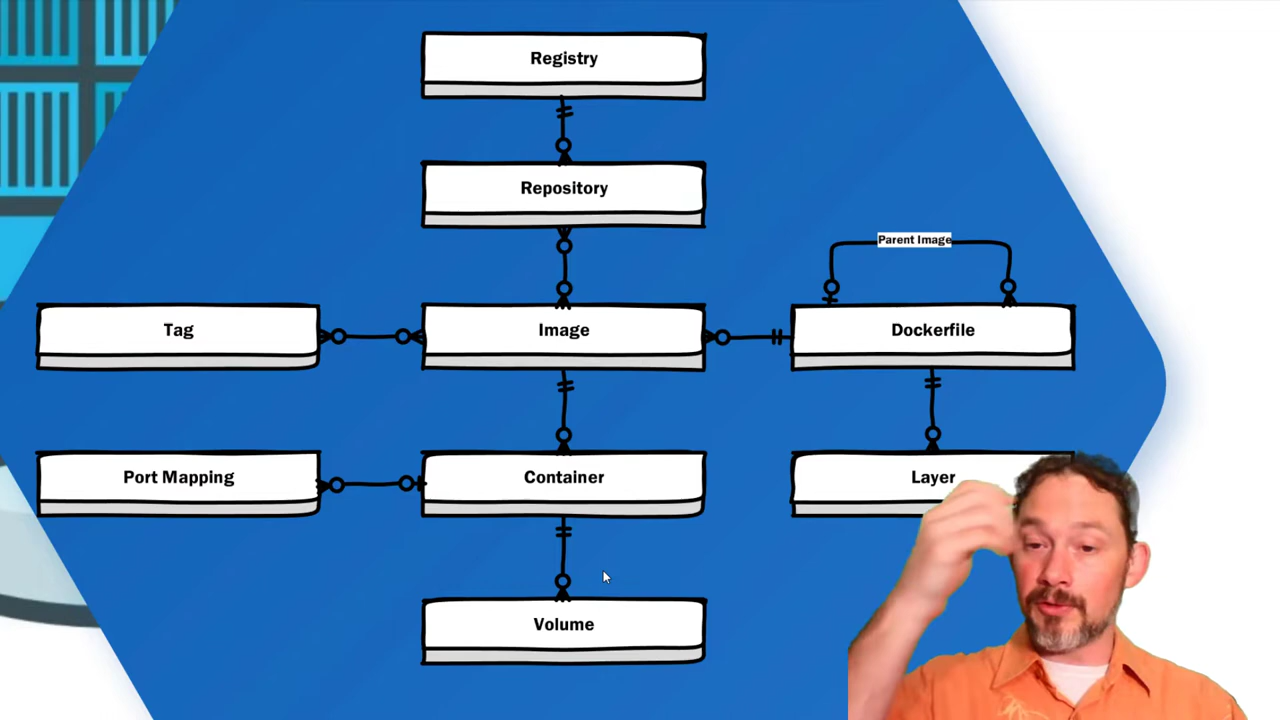 Registry
Repository
Parent Image
Tag
Image
Dockerfile
Port Mapping
Container
Layer
Volume